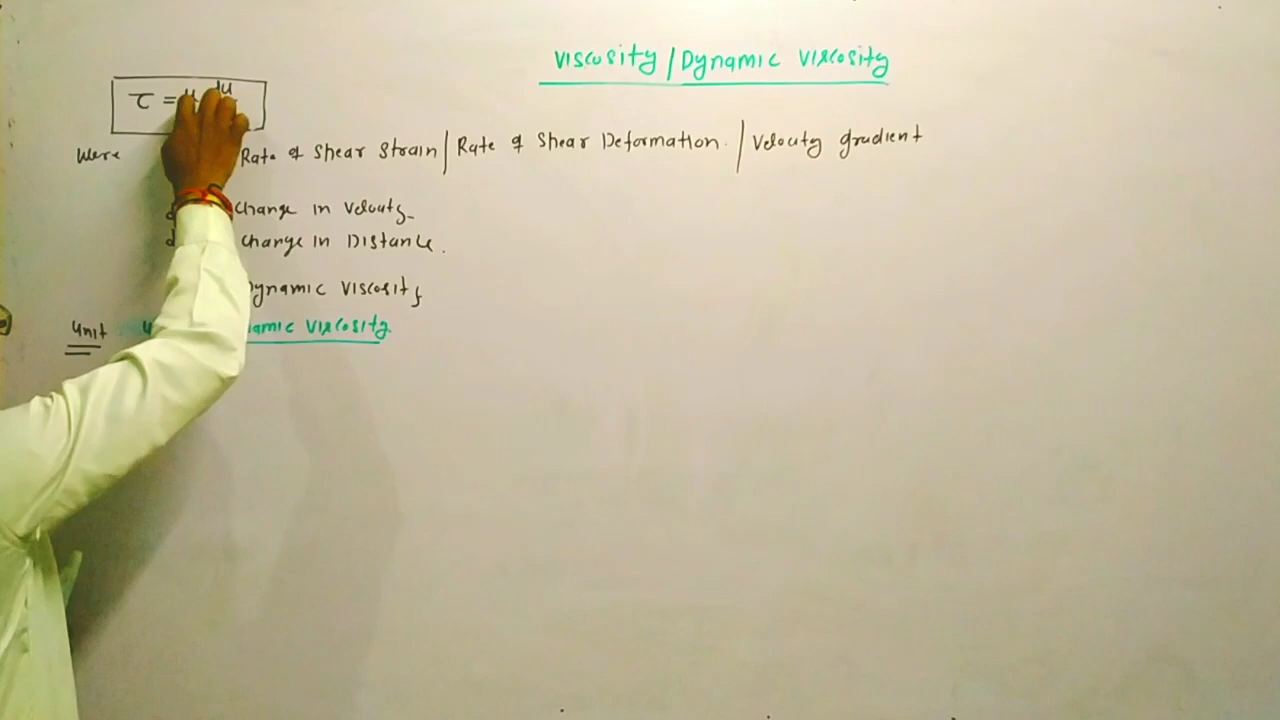 Viscosity / Dynamic Viscosity
τ = μ du
Were Rate of Shear Strain / Rate of Shear Deformation. / Velocity gradient
change in Velocity
change in Distance.
Dynamic Viscosity
Unit amic Viscosity